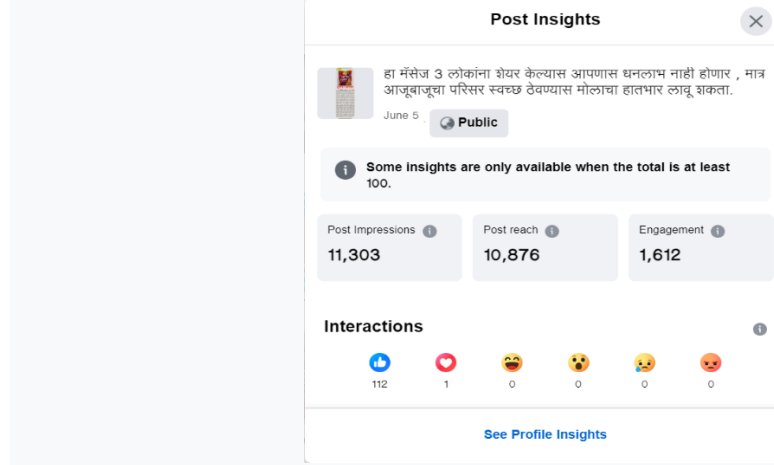 Post Insights
हा मॅसेज 3 लोकांना शेयर केल्यास आपणास धनलाभ नाही होणार , मात्र
आजूबाजूचा परिसर स्वच्छ ठेवण्यास मोलाचा हातभार लावू शकता.
June 5
Public
Some insights are only available when the total is at least
100.
Post Impressions
Post reach
Engagement
11,303
10,876
1,612
Interactions
112
1
0
0
0
0
See Profile Insights